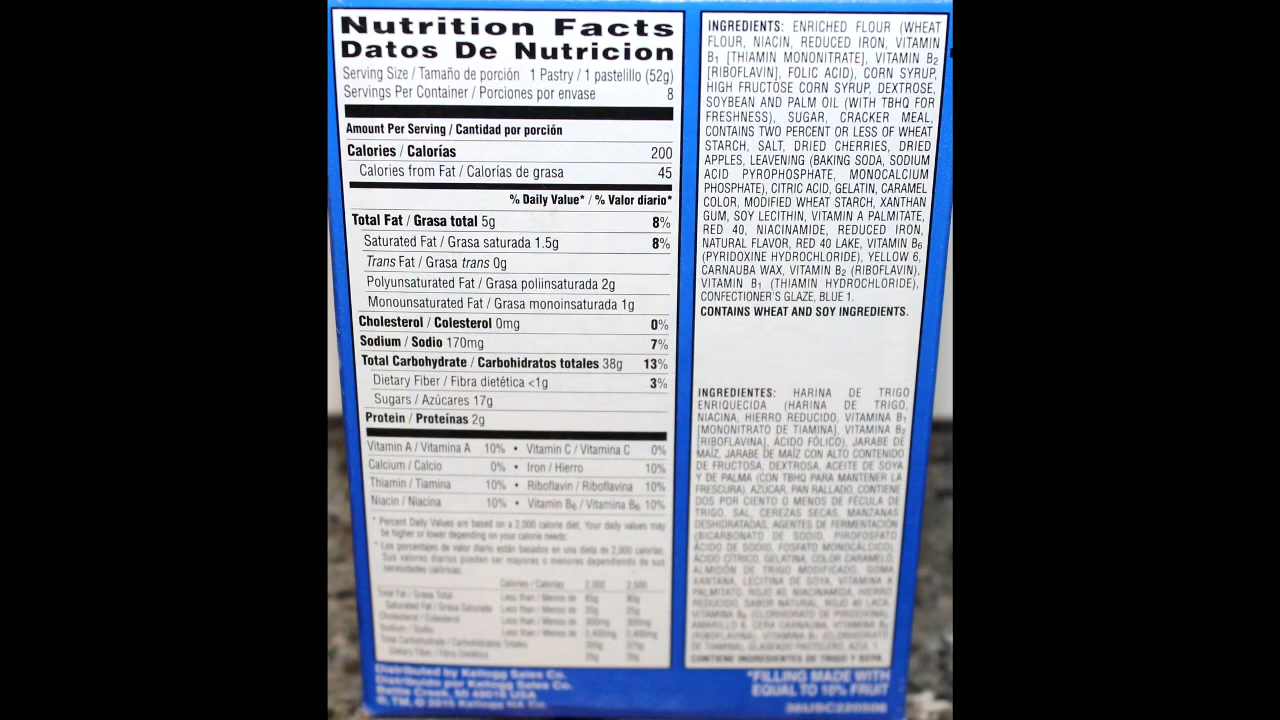 Nutrition Facts
Datos De Nutricion
Serving Size / Tamaño de porción 1 Pastry / 1 pastelillo (52g)
Servings Per Container / Porciones por envase 8
Amount Per Serving / Cantidad por porción
Calories / Calorías 200
Calories from Fat / Calorías de grasa 45
% Daily Value* / % Valor diario*
Total Fat / Grasa total 5g 8%
Saturated Fat / Grasa saturada 1.5g 8%
Trans Fat / Grasa trans 0g
Polyunsaturated Fat / Grasa poliinsaturada 2g
Monounsaturated Fat / Grasa monoinsaturada 1g
Cholesterol / Colesterol 0mg 0%
Sodium / Sodio 170mg 7%
Total Carbohydrate / Carbohidratos totales 38g 13%
Dietary Fiber / Fibra dietética <1g 3%
Sugars / Azúcares 17g
Protein / Proteínas 2g
Vitamin A / Vitamina A 10% • Vitamin C / Vitamina C 0%
Calcium / Calcio 0% • Iron / Hierro 10%
Thiamin / Tiamina 10% • Riboflavin / Riboflavina 10%
Niacin / Niacina 10% • Vitamin B6 / Vitamina B6 10%
* Percent Daily Values are based on a 2,000 calorie diet. Your daily values may
be higher or lower depending on your calorie needs:
* Los porcentajes de valor diario están basados en una dieta de 2,000 calorías.
Sus valores diarios pueden ser mayores o menores dependiendo de sus
necesidades calóricas:
Calories / Calorías 2,000 2,500
Total Fat / Grasa Total Less than / Menos de 65g 80g
Saturated Fat / Grasa Saturada Less than / Menos de 20g 25g
Cholesterol / Colesterol Less than / Menos de 300mg 300mg
Sodium / Sodio Less than / Menos de 2,400mg 2,400mg
Total Carbohydrate / Carbohidratos Totales 300g 375g
Dietary Fiber / Fibra Dietética 25g 30g
Distributed by Kellogg Sales Co.
Distribuido por Kellogg Sales Co.
Battle Creek, MI 49016 USA
®, TM, © 2015 Kellogg NA Co.
INGREDIENTS: ENRICHED FLOUR (WHEAT
FLOUR, NIACIN, REDUCED IRON, VITAMIN
B1 [THIAMIN MONONITRATE], VITAMIN B2
[RIBOFLAVIN], FOLIC ACID), CORN SYRUP,
HIGH FRUCTOSE CORN SYRUP, DEXTROSE,
SOYBEAN AND PALM OIL (WITH TBHQ FOR
FRESHNESS), SUGAR, CRACKER MEAL,
CONTAINS TWO PERCENT OR LESS OF WHEAT
STARCH, SALT, DRIED CHERRIES, DRIED
APPLES, LEAVENING (BAKING SODA, SODIUM
ACID PYROPHOSPHATE, MONOCALCIUM
PHOSPHATE), CITRIC ACID, GELATIN, CARAMEL
COLOR, MODIFIED WHEAT STARCH, XANTHAN
GUM, SOY LECITHIN, VITAMIN A PALMITATE,
RED 40, NIACINAMIDE, REDUCED IRON,
NATURAL FLAVOR, RED 40 LAKE, VITAMIN B6
(PYRIDOXINE HYDROCHLORIDE), YELLOW 6,
CARNAUBA WAX, VITAMIN B2 (RIBOFLAVIN),
VITAMIN B1 (THIAMIN HYDROCHLORIDE),
CONFECTIONER'S GLAZE, BLUE 1.
CONTAINS WHEAT AND SOY INGREDIENTS.
INGREDIENTES: HARINA DE TRIGO
ENRIQUECIDA (HARINA DE TRIGO,
NIACINA, HIERRO REDUCIDO, VITAMINA B1
[MONONITRATO DE TIAMINA], VITAMINA B2
[RIBOFLAVINA], ÁCIDO FÓLICO), JARABE DE
MAÍZ, JARABE DE MAÍZ CON ALTO CONTENIDO
DE FRUCTOSA, DEXTROSA, ACEITE DE SOYA
Y DE PALMA (CON TBHQ PARA MANTENER LA
FRESCURA), AZÚCAR, PAN RALLADO, CONTIENE
DOS POR CIENTO O MENOS DE FÉCULA DE
TRIGO, SAL, CEREZAS SECAS, MANZANAS
DESHIDRATADAS, AGENTES DE FERMENTACIÓN
(BICARBONATO DE SODIO, PIROFOSFATO
ÁCIDO DE SODIO, FOSFATO MONOCÁLCICO),
ÁCIDO CÍTRICO, GELATINA, COLOR CARAMELO,
ALMIDÓN DE TRIGO MODIFICADO, GOMA
XANTANA, LECITINA DE SOYA, VITAMINA A
PALMITATO, ROJO 40, NIACINAMIDA, HIERRO
REDUCIDO, SABOR NATURAL, ROJO 40 LACA,
VITAMINA B6 (CLORHIDRATO DE PIRIDOXINA),
AMARILLO 6, CERA CARNAUBA, VITAMINA B2
(RIBOFLAVINA), VITAMINA B1 (CLORHIDRATO
DE TIAMINA), GLASEADO PASTELERO, AZUL 1.
CONTIENE INGREDIENTES DE TRIGO Y SOYA.
*FILLING MADE WITH
EQUAL TO 10% FRUIT